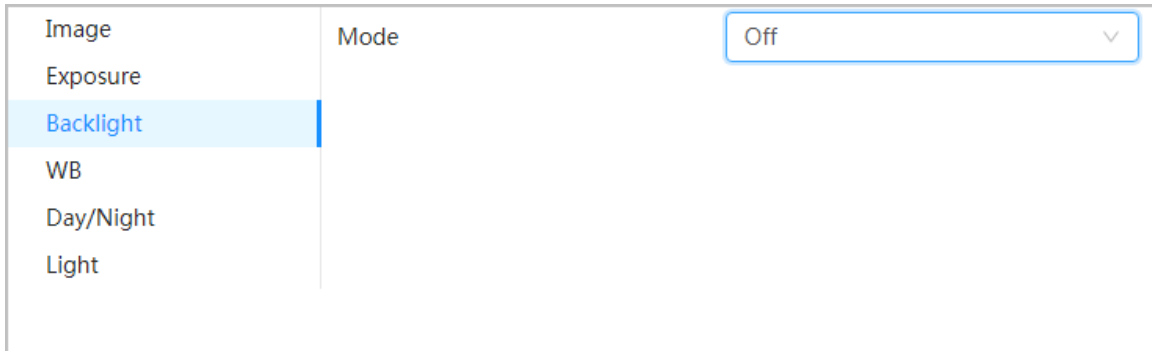 Image
Exposure
Backlight
WB
Day/Night
Light
Mode
Off